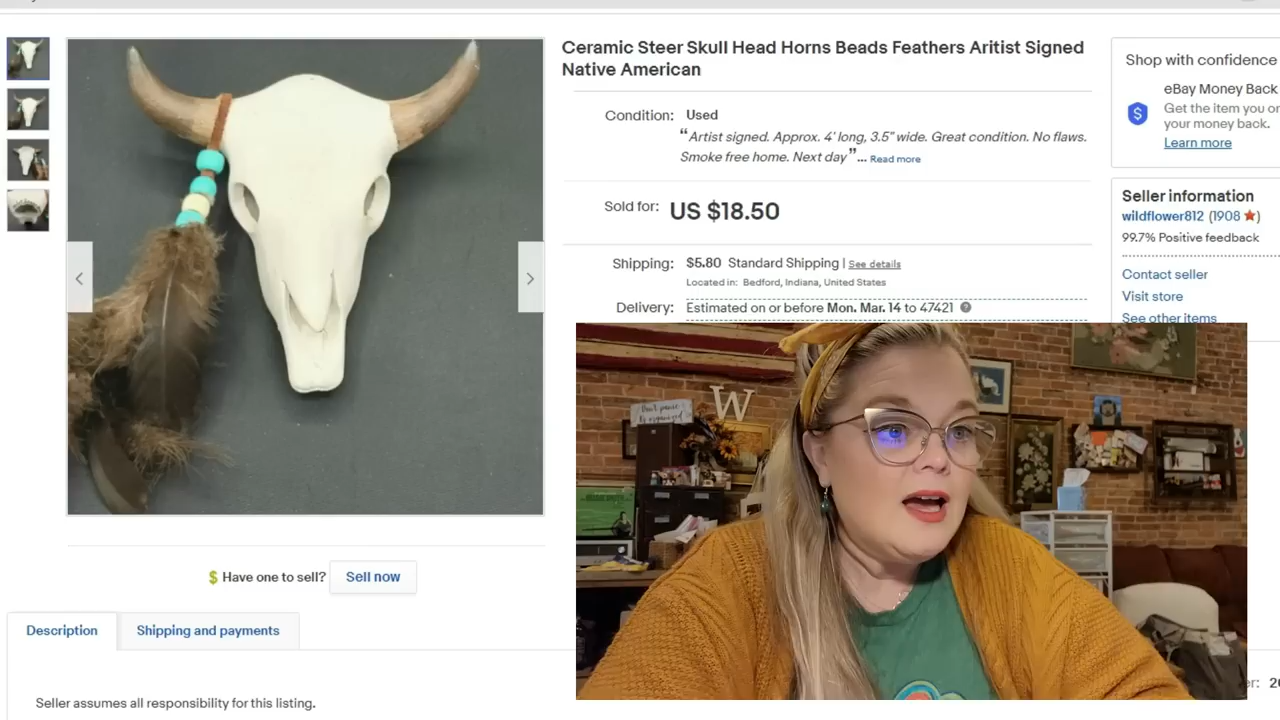 Ceramic Steer Skull Head Horns Beads Feathers Aritist Signed
Native American
Condition: Used
“Artist signed. Approx. 4' long, 3.5" wide. Great condition. No flaws.
Smoke free home. Next day”... Read more
Sold for: US $18.50
Shipping: $5.80 Standard Shipping | See details
Located in: Bedford, Indiana, United States
Delivery: Estimated on or before Mon. Mar. 14 to 47421
Shop with confidence
eBay Money Back
Get the item you or
your money back.
Learn more
Seller information
wildflower812 (1908 )
99.7% Positive feedback
Contact seller
Visit store
See other items
$ Have one to sell? Sell now
W
Description
Shipping and payments
Seller assumes all responsibility for this listing.
er: 20